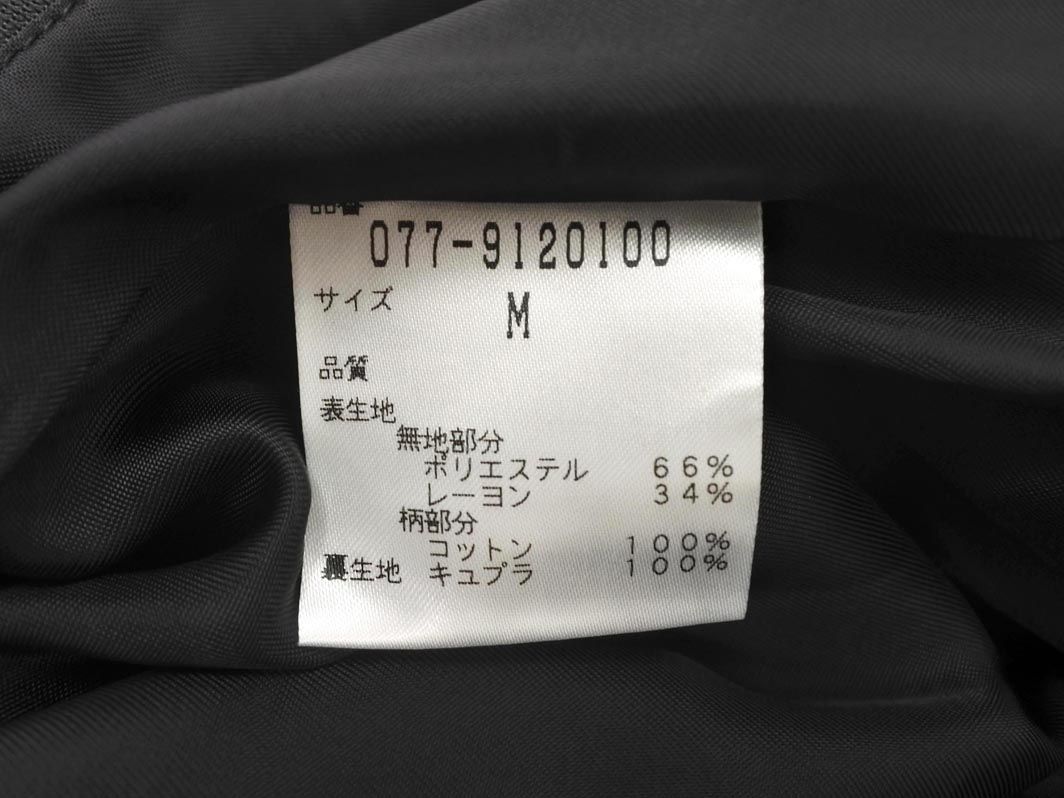 品番
077-9120100
サイズ M
品質
表生地
無地部分
ポリエステル 66%
レーヨン 34%
柄部分
コットン 100%
裏生地 キュプラ 100%